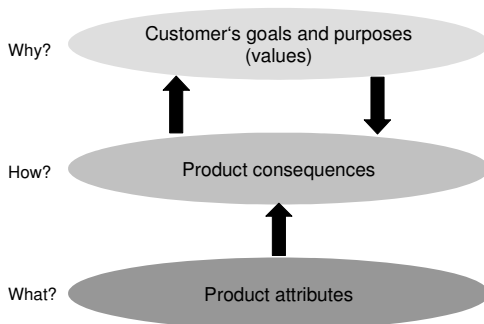 Customer‘s goals and purposes
(values)
Why?
Product consequences
How?
Product attributes
What?